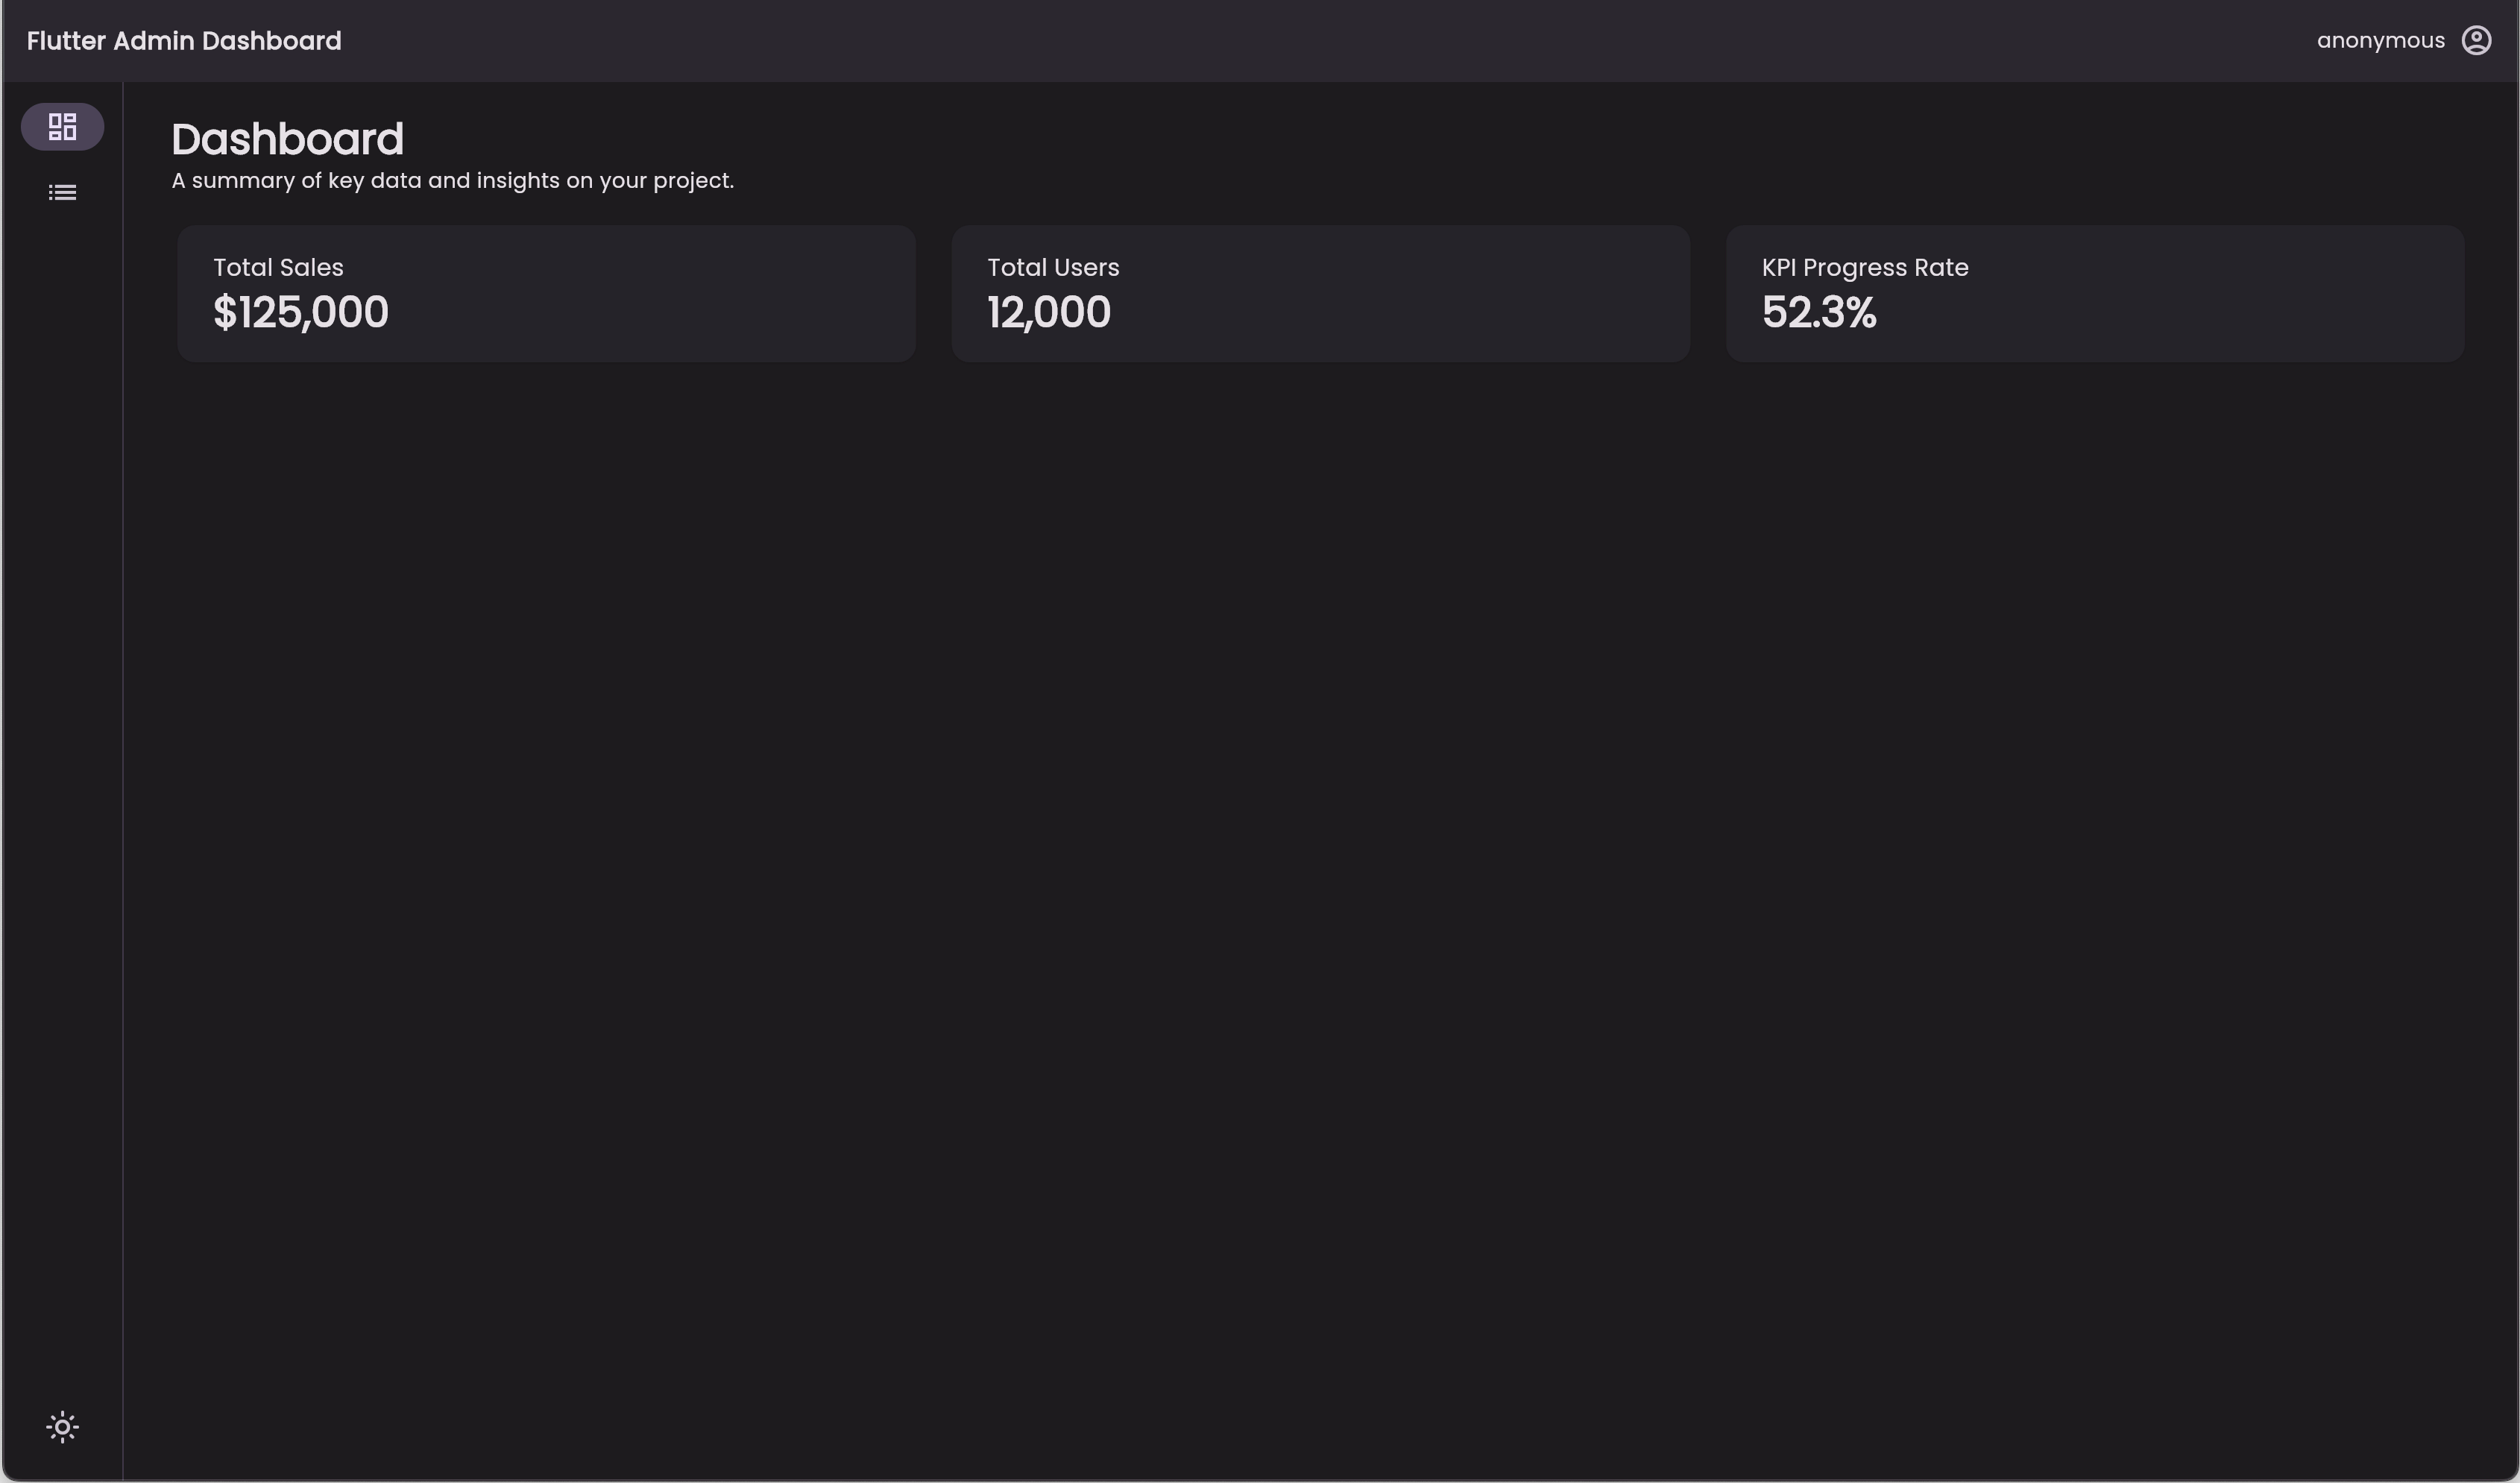 Flutter Admin Dashboard
anonymous
Dashboard
A summary of key data and insights on your project.
Total Sales
$125,000
Total Users
12,000
KPI Progress Rate
52.3%